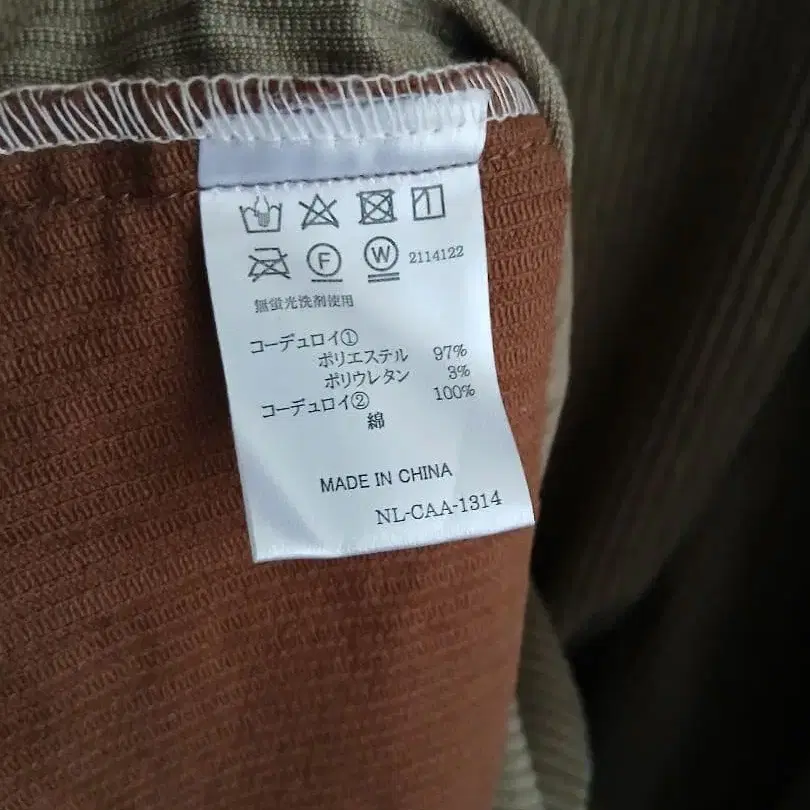 F W 2114122
無蛍光洗剤使用
コーデュロイ①
ポリエステル 97%
ポリウレタン 3%
コーデュロイ② 100%
綿
MADE IN CHINA
NL-CAA-1314